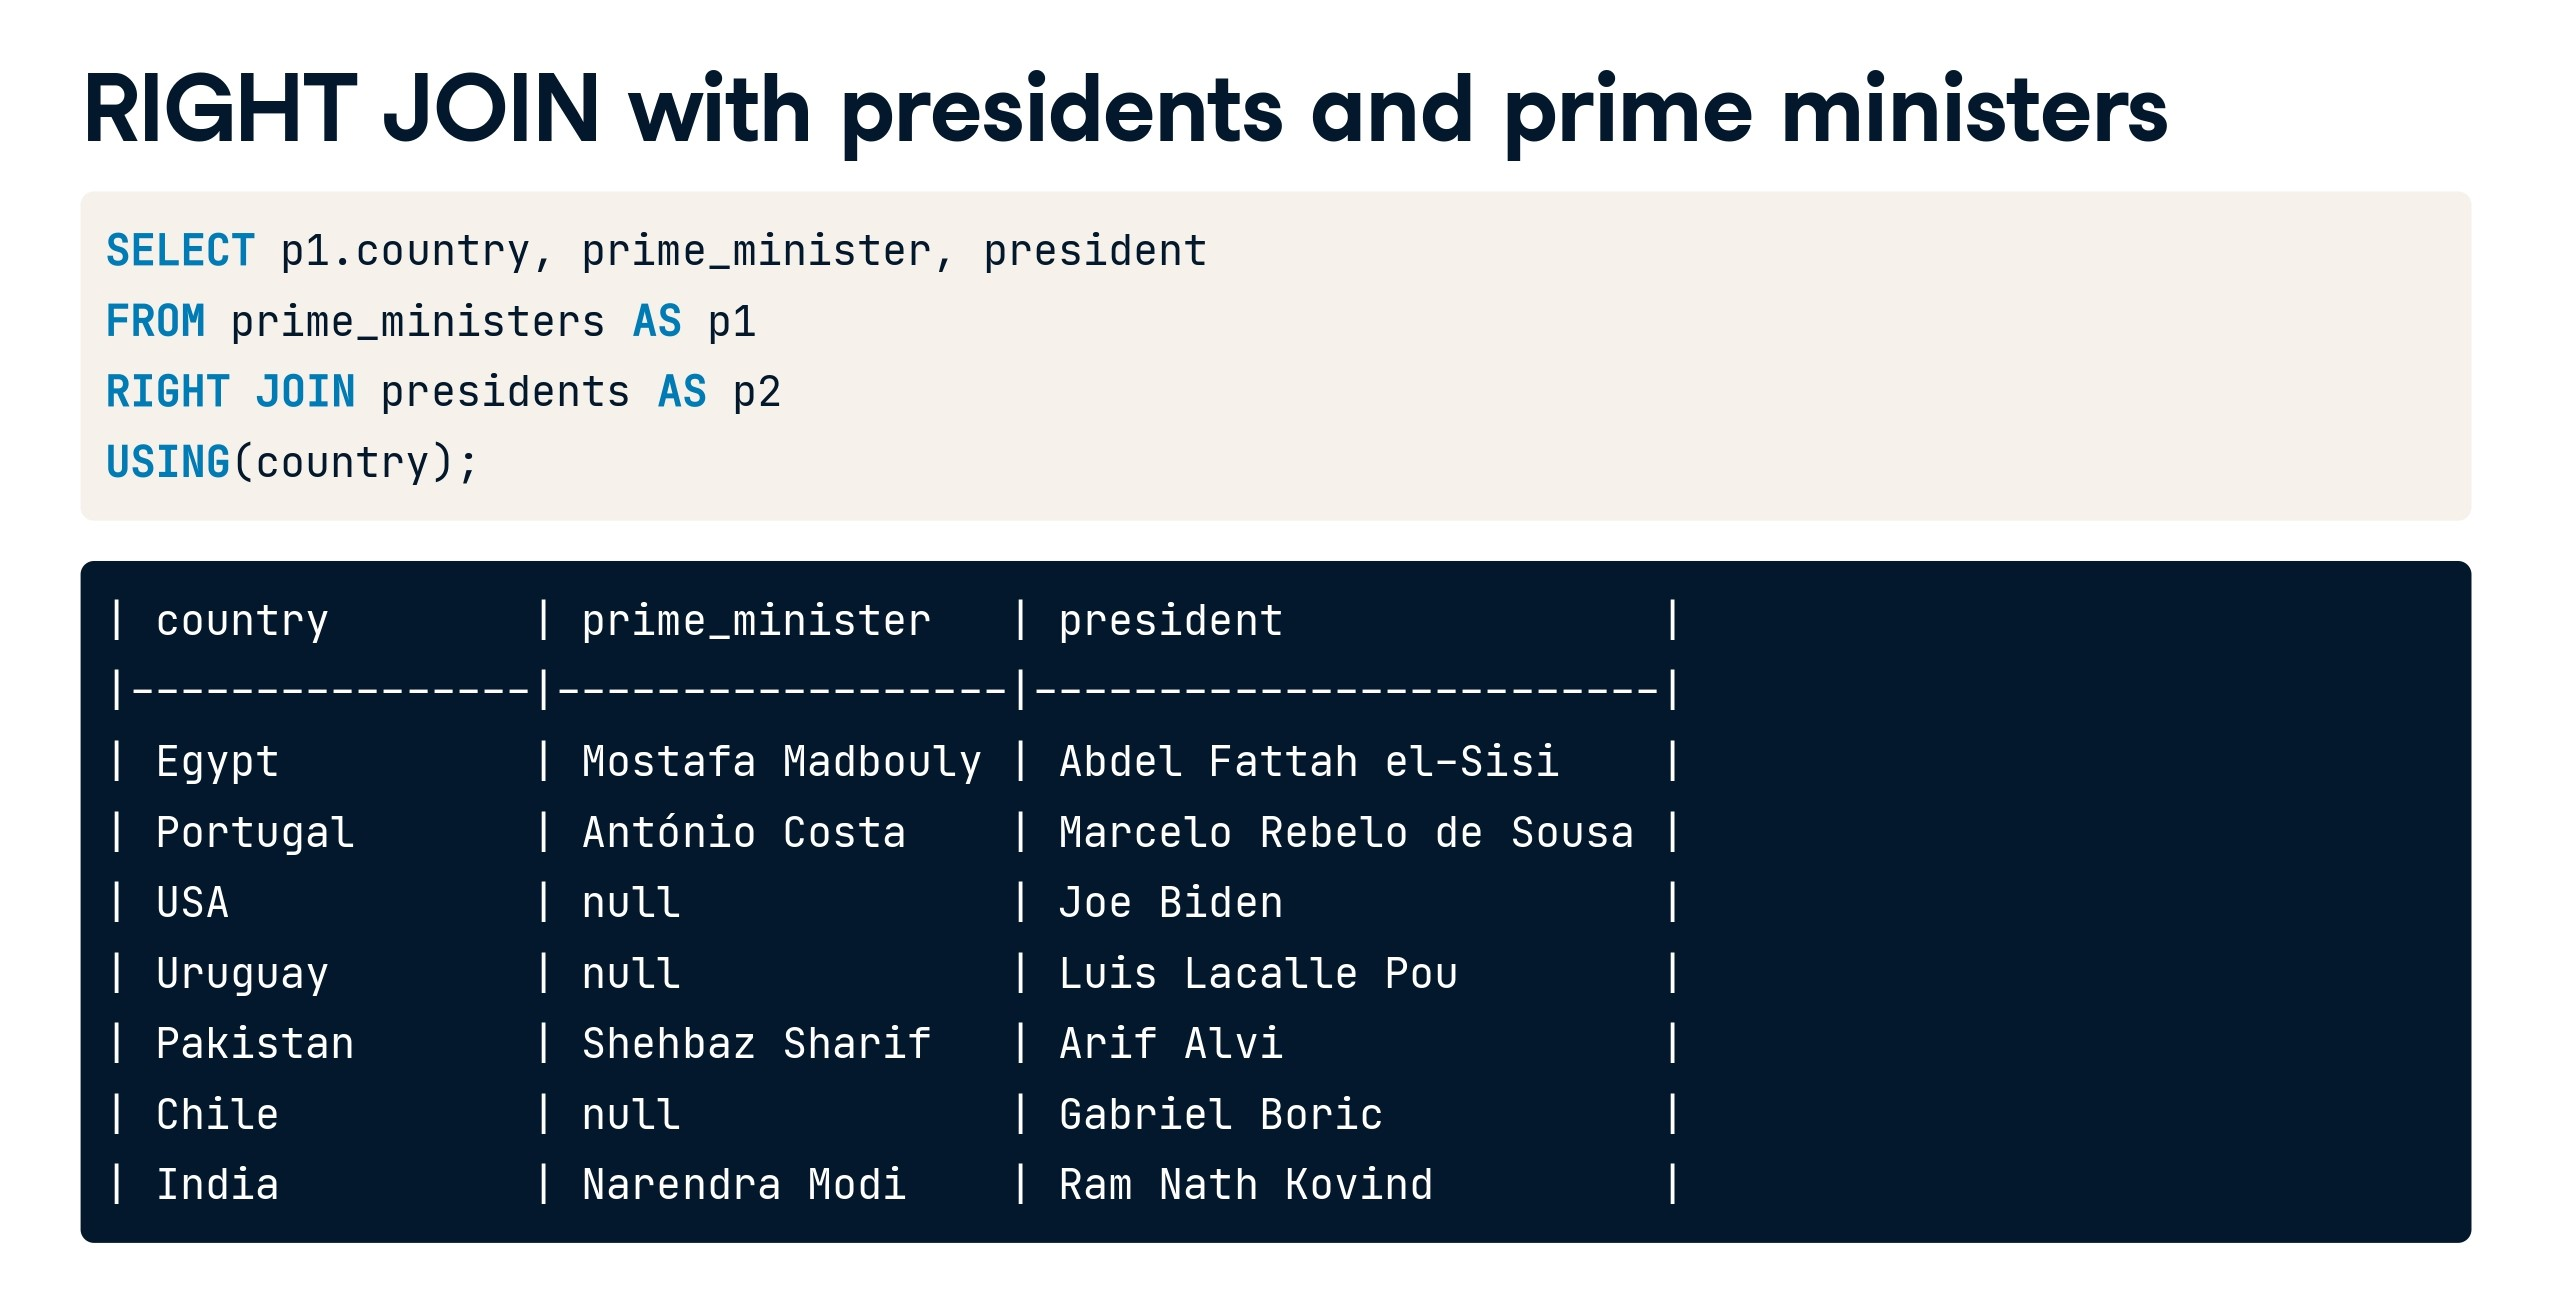 RIGHT JOIN with presidents and prime ministers
SELECT p1.country, prime_minister, president
FROM prime_ministers AS p1
RIGHT JOIN presidents AS p2
USING(country);
| country        | prime_minister   | president               |
|----------------|------------------|-------------------------|
| Egypt          | Mostafa Madbouly | Abdel Fattah el-Sisi    |
| Portugal       | António Costa    | Marcelo Rebelo de Sousa |
| USA            | null             | Joe Biden               |
| Uruguay        | null             | Luis Lacalle Pou        |
| Pakistan       | Shehbaz Sharif   | Arif Alvi               |
| Chile          | null             | Gabriel Boric           |
| India          | Narendra Modi    | Ram Nath Kovind         |